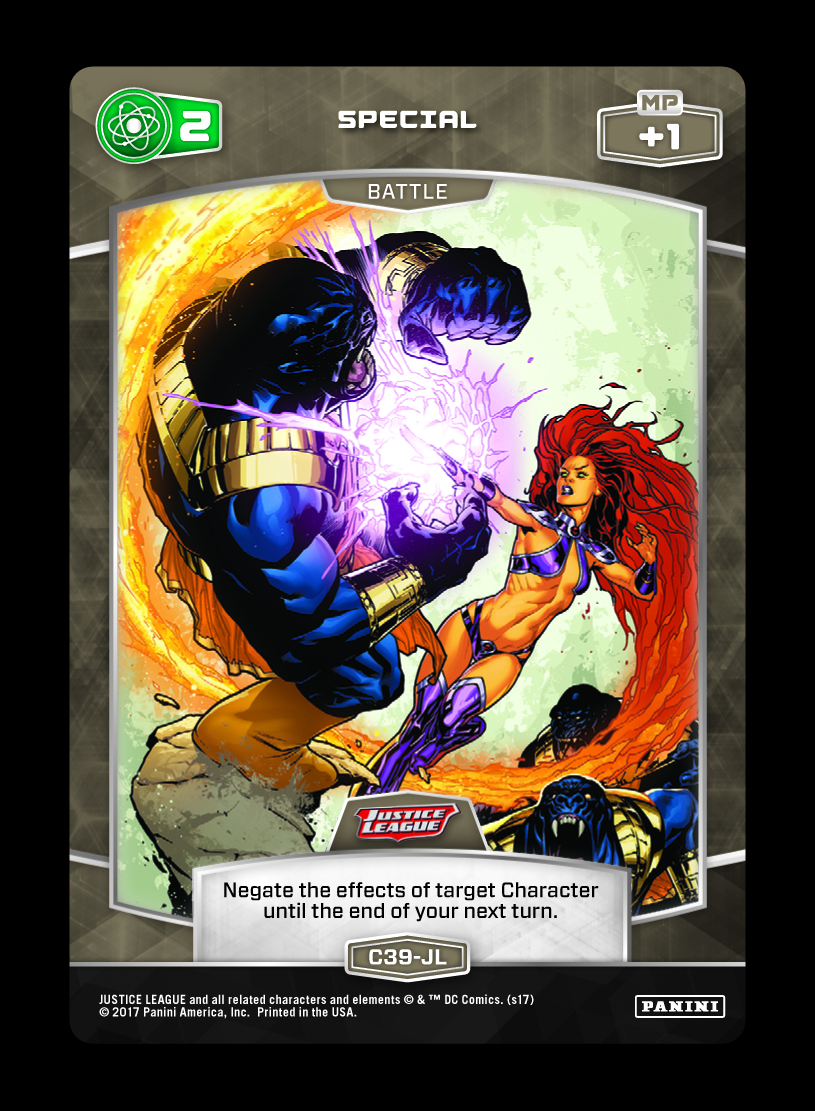 2
SPECIAL
MP
+1
BATTLE
JUSTICE
LEAGUE
Negate the effects of target Character
until the end of your next turn.
C39-JL
JUSTICE LEAGUE and all related characters and elements © & ™ DC Comics. (s17)
© 2017 Panini America, Inc. Printed in the USA.
PANINI